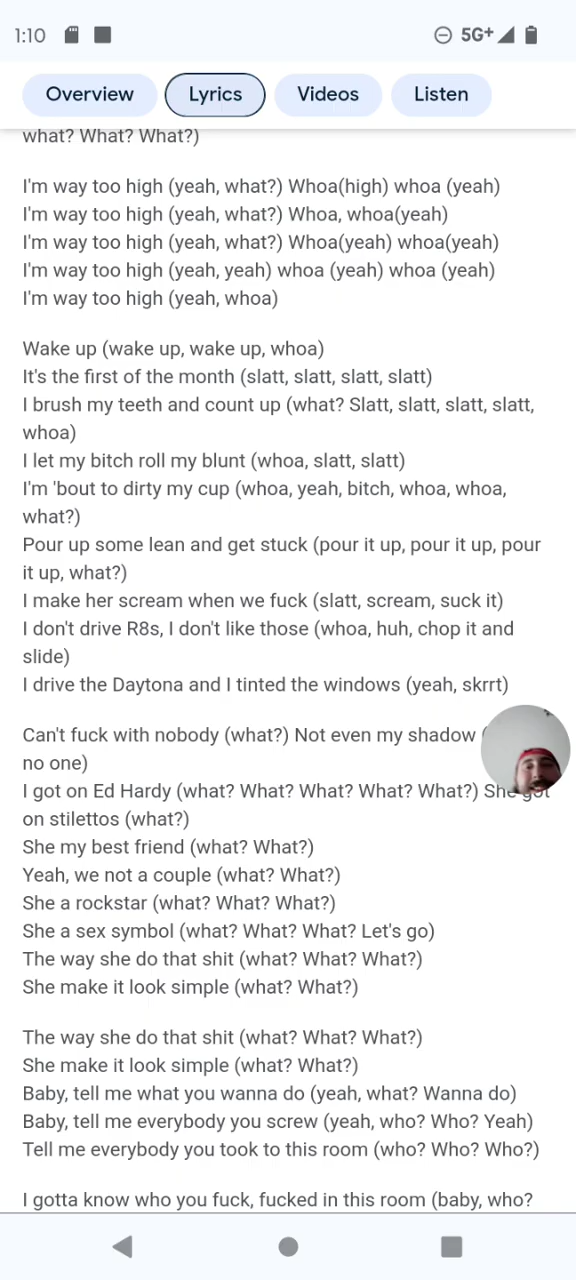 1:10 5G+
Overview Lyrics Videos Listen
what? What? What?)
I'm way too high (yeah, what?) Whoa(high) whoa (yeah)
I'm way too high (yeah, what?) Whoa, whoa(yeah)
I'm way too high (yeah, what?) Whoa(yeah) whoa(yeah)
I'm way too high (yeah, yeah) whoa (yeah) whoa (yeah)
I'm way too high (yeah, whoa)
Wake up (wake up, wake up, whoa)
It's the first of the month (slatt, slatt, slatt, slatt)
I brush my teeth and count up (what? Slatt, slatt, slatt, slatt,
whoa)
I let my bitch roll my blunt (whoa, slatt, slatt)
I'm 'bout to dirty my cup (whoa, yeah, bitch, whoa, whoa,
what?)
Pour up some lean and get stuck (pour it up, pour it up, pour
it up, what?)
I make her scream when we fuck (slatt, scream, suck it)
I don't drive R8s, I don't like those (whoa, huh, chop it and
slide)
I drive the Daytona and I tinted the windows (yeah, skrrt)
Can't fuck with nobody (what?) Not even my shadow
no one)
I got on Ed Hardy (what? What? What? What? What?) She got
on stilettos (what?)
She my best friend (what? What?)
Yeah, we not a couple (what? What?)
She a rockstar (what? What? What?)
She a sex symbol (what? What? What? Let's go)
The way she do that shit (what? What? What?)
She make it look simple (what? What?)
The way she do that shit (what? What? What?)
She make it look simple (what? What?)
Baby, tell me what you wanna do (yeah, what? Wanna do)
Baby, tell me everybody you screw (yeah, who? Who? Yeah)
Tell me everybody you took to this room (who? Who? Who?)
I gotta know who you fuck, fucked in this room (baby, who?